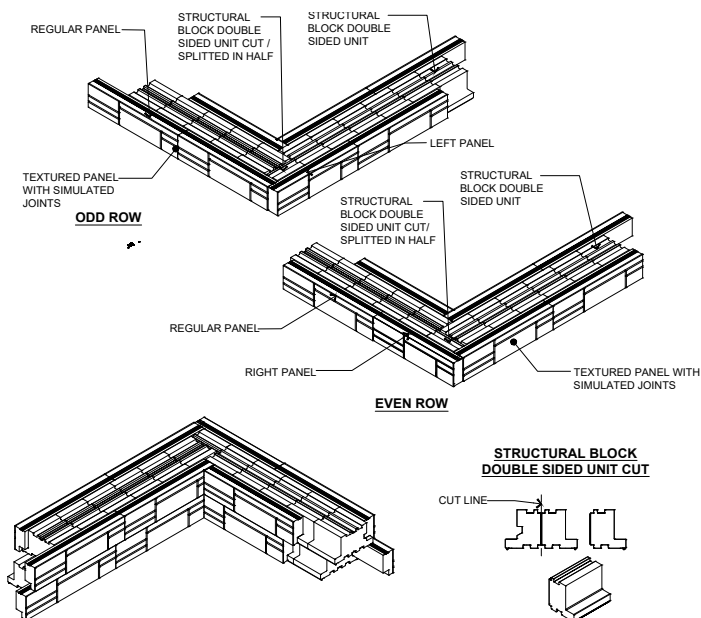 REGULAR PANEL
STRUCTURAL
BLOCK DOUBLE
SIDED UNIT CUT /
SPLITTED IN HALF
STRUCTURAL
BLOCK DOUBLE
SIDED UNIT
LEFT PANEL
TEXTURED PANEL
WITH SIMULATED
JOINTS
ODD ROW
STRUCTURAL
BLOCK DOUBLE
SIDED UNIT CUT/
SPLITTED IN HALF
STRUCTURAL
BLOCK DOUBLE
SIDED UNIT
REGULAR PANEL
RIGHT PANEL
TEXTURED PANEL WITH
SIMULATED JOINTS
EVEN ROW
STRUCTURAL BLOCK
DOUBLE SIDED UNIT CUT
CUT LINE